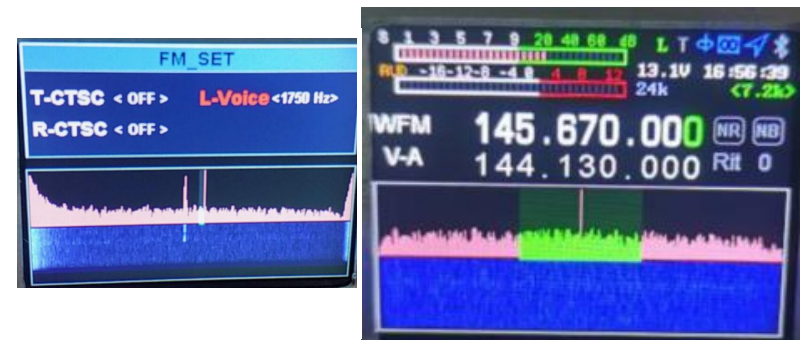 FM_SET
T-CTSC < OFF > L-Voice <1750 Hz>
R-CTSC < OFF >
S 1 3 5 7 9 20 40 60 dB L T
AUD -16-12-8 -4 0 4 8 12 13.1V 16:56:39
24k <7.2k>
WFM 145.670.000 NR NB
V-A 144.130.000 Rit 0